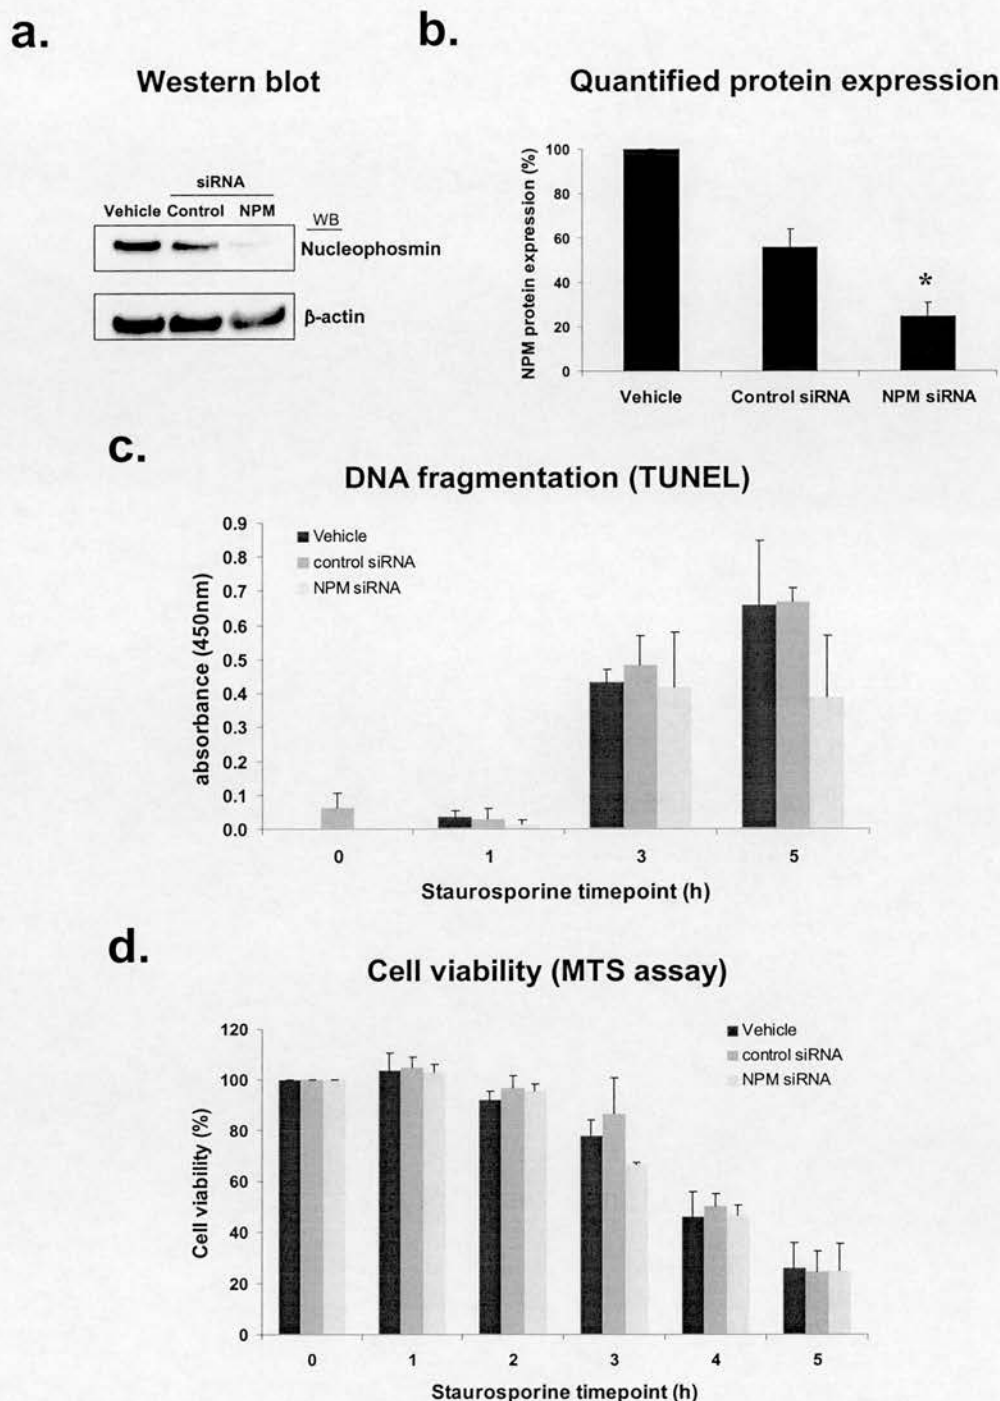 a.
Western blot
siRNA
Vehicle Control NPM
WB
Nucleophosmin
β-actin
b.
Quantified protein expression
NPM protein expression (%)
100
80
60
40
20
0
*
Vehicle Control siRNA NPM siRNA
c.
DNA fragmentation (TUNEL)
absorbance (450nm)
0.9
0.8
0.7
0.6
0.5
0.4
0.3
0.2
0.1
0.0
Vehicle
control siRNA
NPM siRNA
0 1 3 5
Staurosporine timepoint (h)
d.
Cell viability (MTS assay)
Cell viability (%)
120
100
80
60
40
20
0
Vehicle
control siRNA
NPM siRNA
0 1 2 3 4 5
Staurosporine timepoint (h)